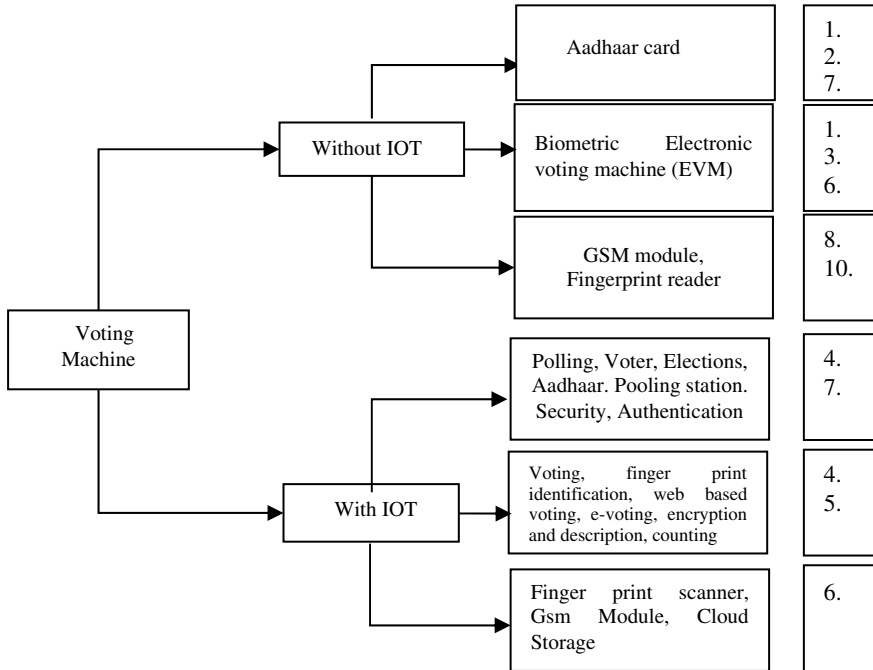 Aadhaar card
1.
2.
7.
Without IOT
Biometric Electronic
voting machine (EVM)
1.
3.
6.
GSM module,
Fingerprint reader
8.
10.
Voting
Machine
Polling, Voter, Elections,
Aadhaar. Pooling station.
Security, Authentication
4.
7.
With IOT
Voting, finger print
identification, web based
voting, e-voting, encryption
and description, counting
4.
5.
Finger print scanner,
Gsm Module, Cloud
Storage
6.